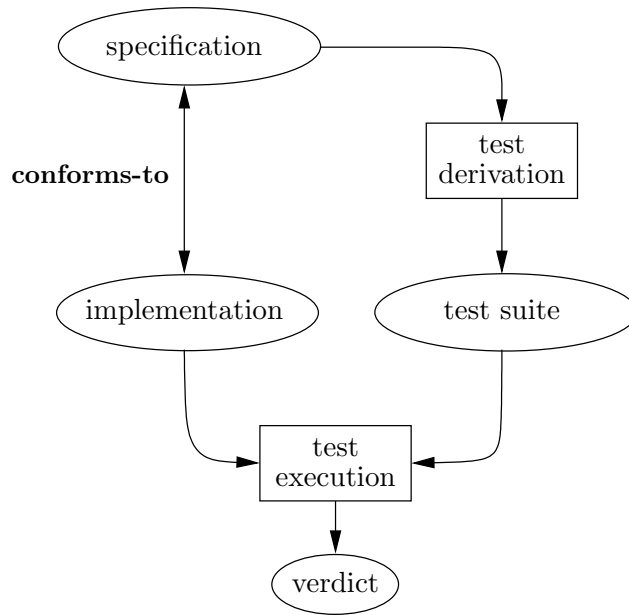 specification
test
derivation
conforms-to
implementation
test suite
test
execution
verdict